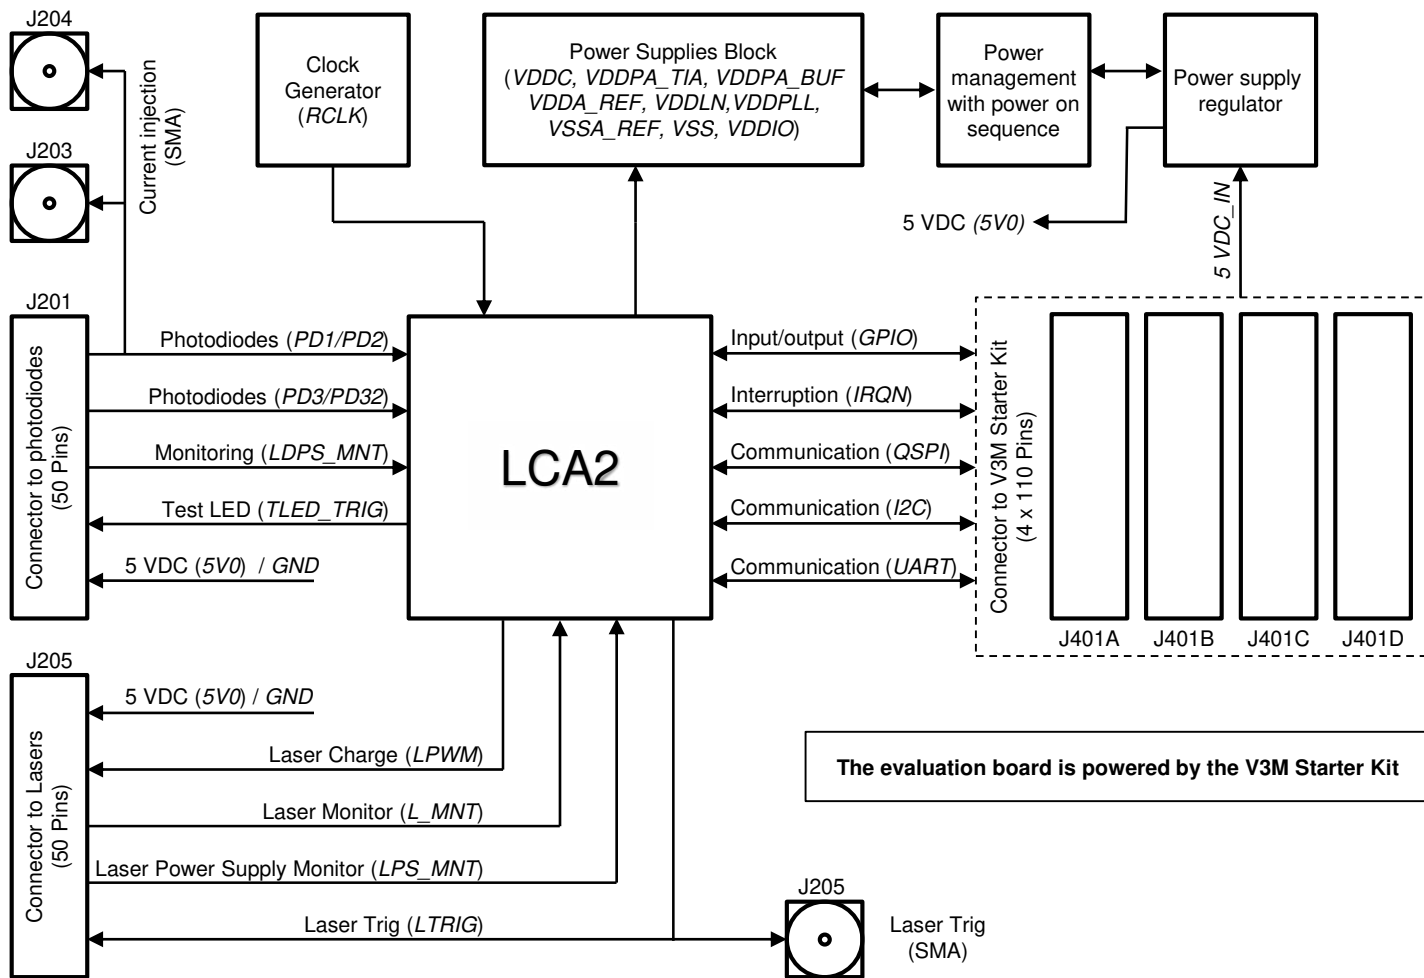 J204
J203
Current injection
(SMA)
Clock
Generator
(RCLK)
Power Supplies Block
(VDDC, VDDPA_TIA, VDDPA_BUF
VDDA_REF, VDDLN,VDDPLL,
VSSA_REF, VSS, VDDIO)
Power
management
with power on
sequence
Power supply
regulator
5 VDC (5V0)
5 VDC_IN
J201
Connector to photodiodes
(50 Pins)
Photodiodes (PD1/PD2)
Photodiodes (PD3/PD32)
Monitoring (LDPS_MNT)
Test LED (TLED_TRIG)
5 VDC (5V0) / GND
LCA2
Input/output (GPIO)
Interruption (IRQN)
Communication (QSPI)
Communication (I2C)
Communication (UART)
Connector to V3M Starter Kit
(4 x 110 Pins)
J401A
J401B
J401C
J401D
J205
Connector to Lasers
(50 Pins)
5 VDC (5V0) / GND
Laser Charge (LPWM)
Laser Monitor (L_MNT)
Laser Power Supply Monitor (LPS_MNT)
Laser Trig (LTRIG)
The evaluation board is powered by the V3M Starter Kit
J205
Laser Trig
(SMA)